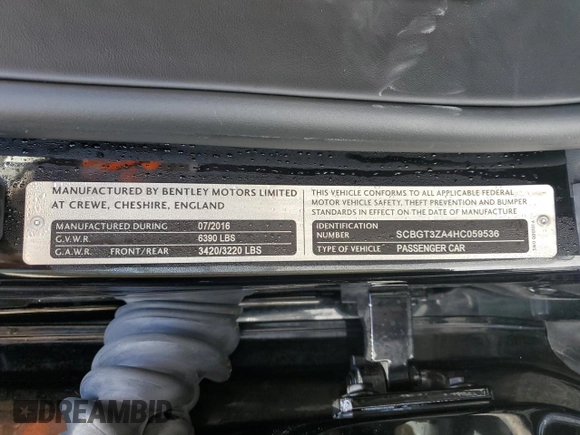 MANUFACTURED BY BENTLEY MOTORS LIMITED
AT CREWE, CHESHIRE, ENGLAND
MANUFACTURED DURING 07/2016
G.V.W.R. 6390 LBS
G.A.W.R. FRONT/REAR 3420/3220 LBS
THIS VEHICLE CONFORMS TO ALL APPLICABLE FEDERAL
MOTOR VEHICLE SAFETY, THEFT PREVENTION AND BUMPER
STANDARDS IN EFFECT ON THE DATE OF MANUFACTURE
IDENTIFICATION
NUMBER SCBGT3ZA4HC059536
TYPE OF VEHICLE PASSENGER CAR
DREAMBID